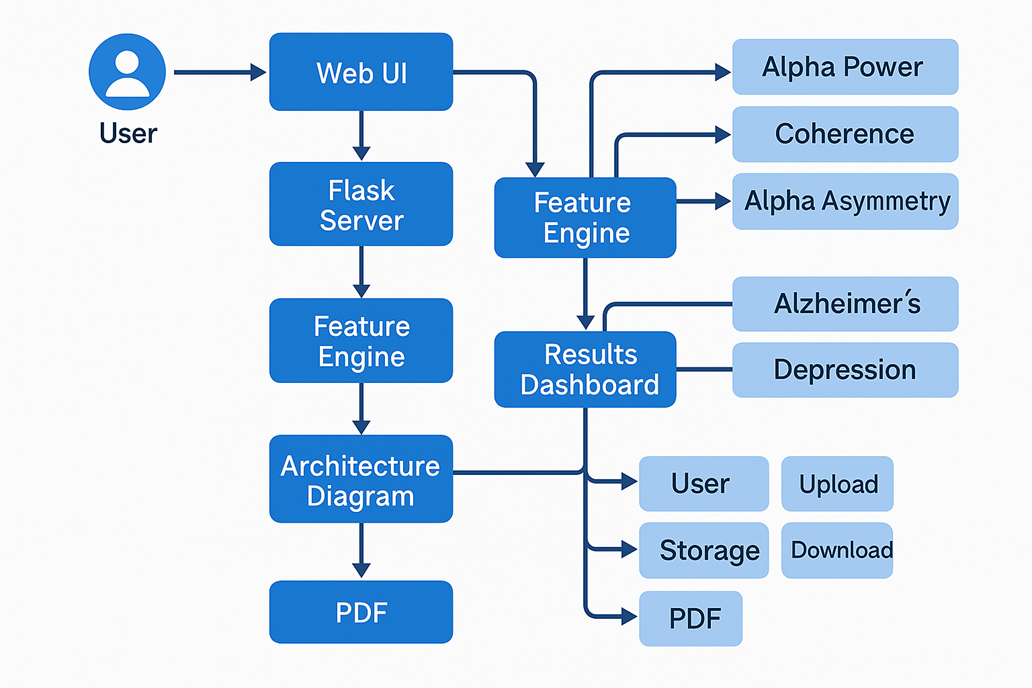 User
Web UI
Flask
Server
Feature
Engine
Architecture
Diagram
PDF
Feature
Engine
Results
Dashboard
Alpha Power
Coherence
Alpha Asymmetry
Alzheimer's
Depression
User
Upload
Storage
Download
PDF